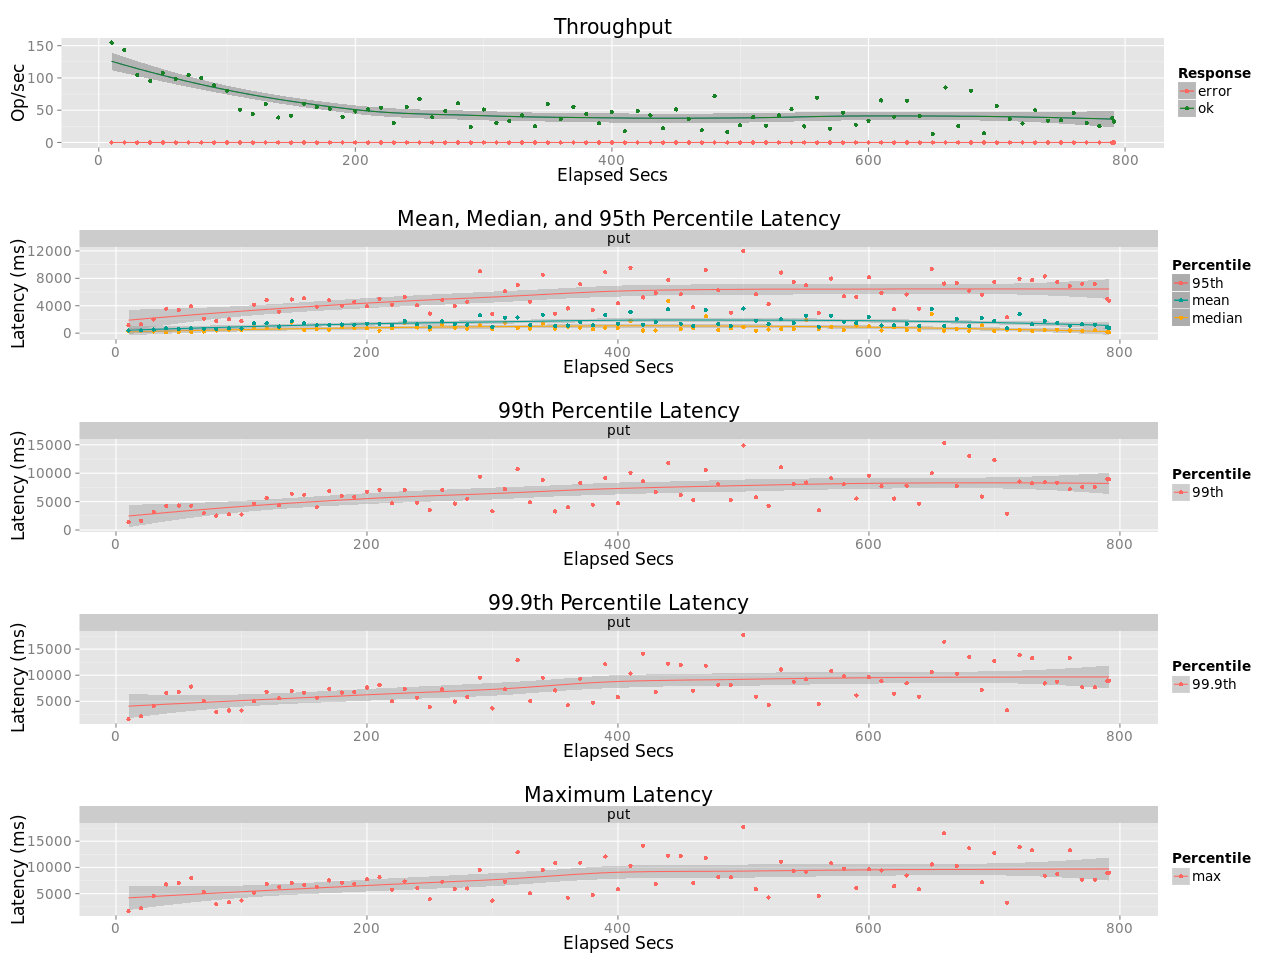 Throughput
Op/sec
150
100
50
0
0 200 400 600 800
Elapsed Secs
Response
error
ok
Mean, Median, and 95th Percentile Latency
put
Latency (ms)
12000
8000
4000
0
0 200 400 600 800
Elapsed Secs
Percentile
95th
mean
median
99th Percentile Latency
put
Latency (ms)
15000
10000
5000
0
0 200 400 600 800
Elapsed Secs
Percentile
99th
99.9th Percentile Latency
put
Latency (ms)
15000
10000
5000
0 200 400 600 800
Elapsed Secs
Percentile
99.9th
Maximum Latency
put
Latency (ms)
15000
10000
5000
0 200 400 600 800
Elapsed Secs
Percentile
max